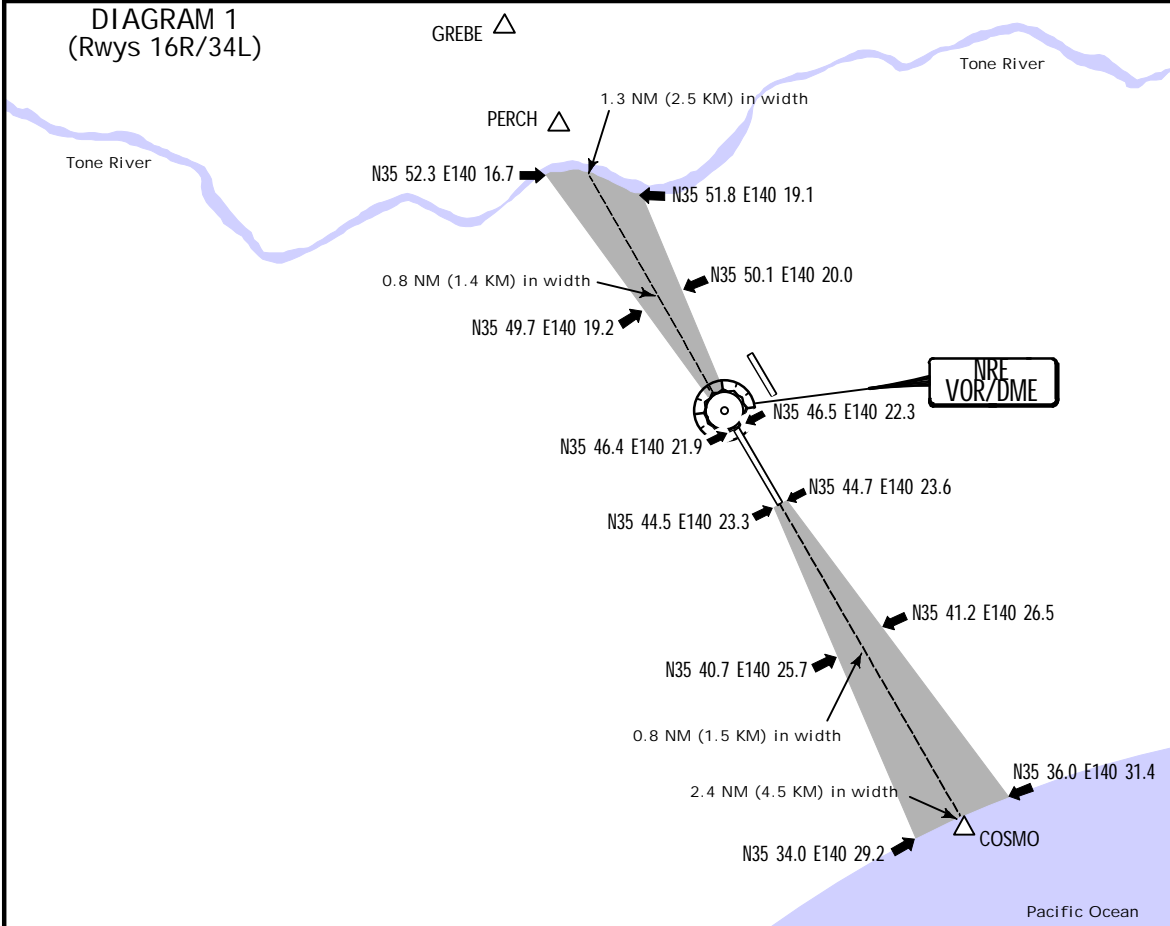 DIAGRAM 1
(Rwys 16R/34L)
GREBE
Tone River
1.3 NM (2.5 KM) in width
PERCH
Tone River
N35 52.3 E140 16.7
N35 51.8 E140 19.1
0.8 NM (1.4 KM) in width
N35 50.1 E140 20.0
N35 49.7 E140 19.2
NRE
VOR/DME
N35 46.5 E140 22.3
N35 46.4 E140 21.9
N35 44.7 E140 23.6
N35 44.5 E140 23.3
N35 41.2 E140 26.5
N35 40.7 E140 25.7
0.8 NM (1.5 KM) in width
N35 36.0 E140 31.4
2.4 NM (4.5 KM) in width
COSMO
N35 34.0 E140 29.2
Pacific Ocean